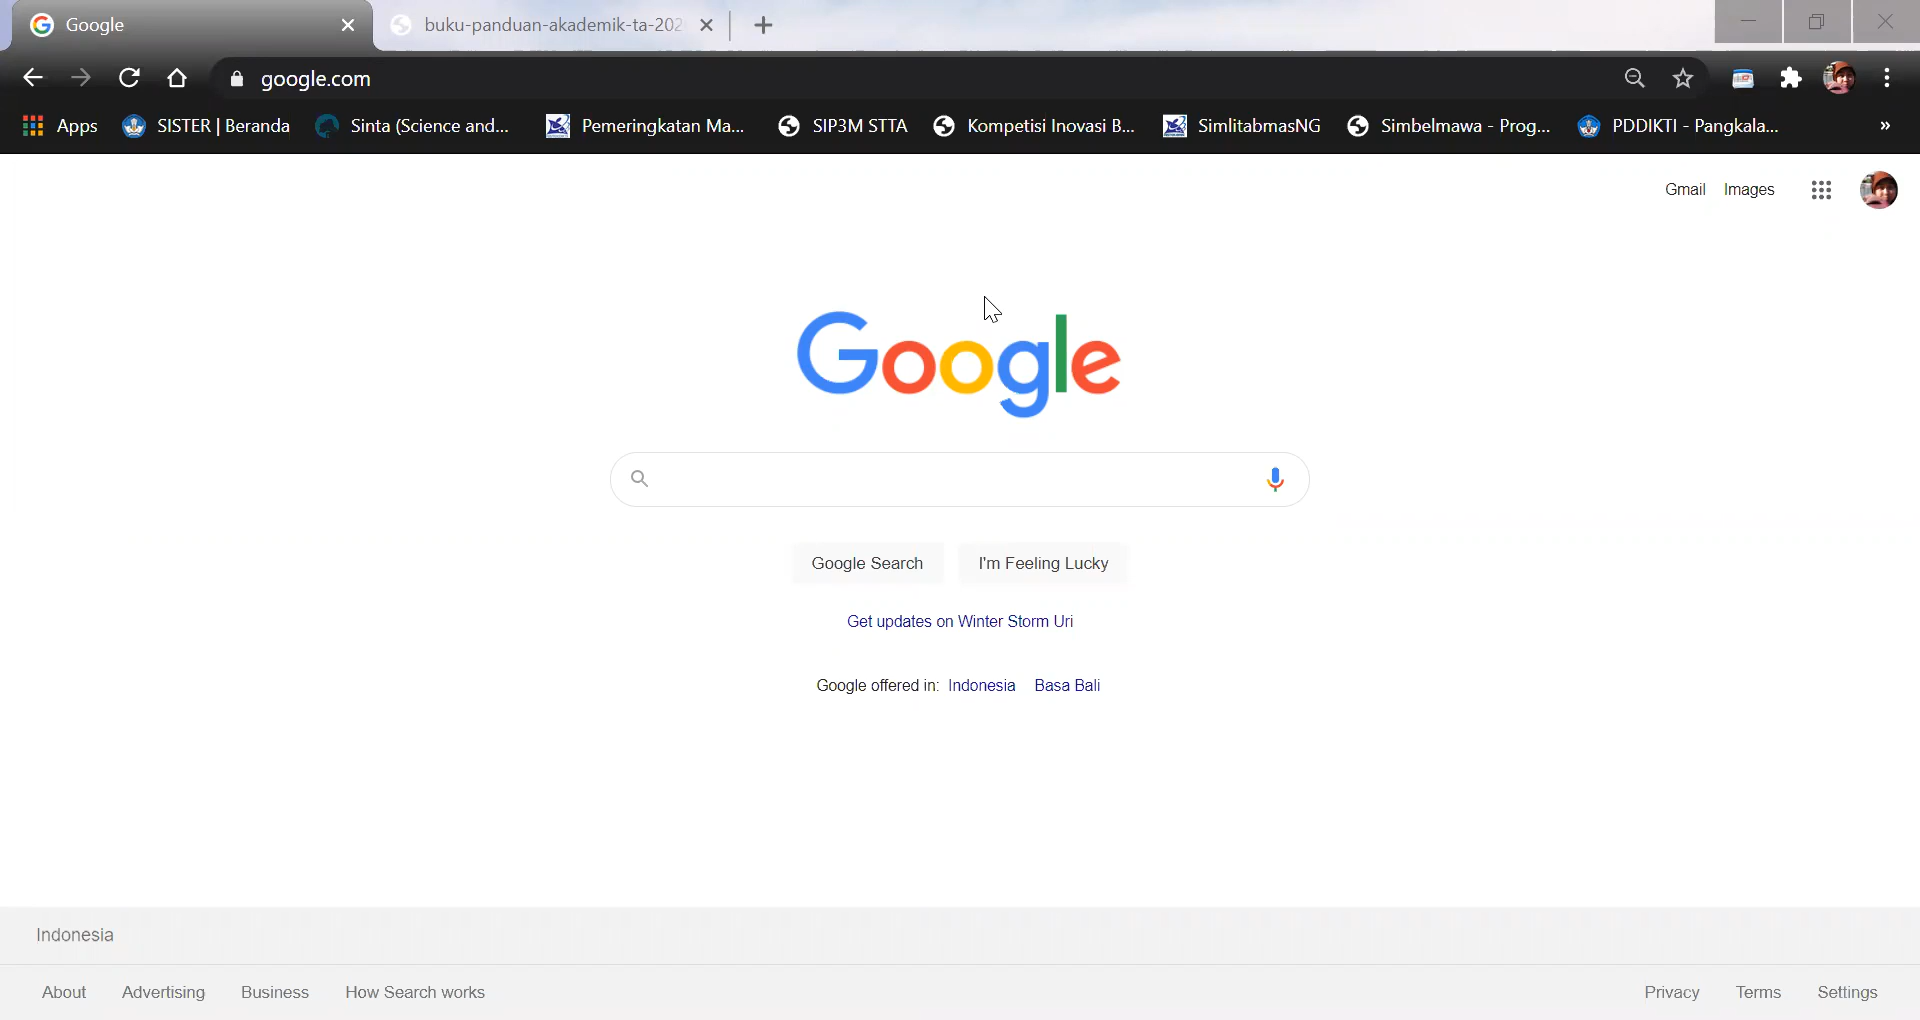 Google
buku-panduan-akademik-ta-202
google.com
Apps
SISTER | Beranda
Sinta (Science and...
Pemeringkatan Ma...
SIP3M STTA
Kompetisi Inovasi B...
SimlitabmasNG
Simbelmawa - Prog...
PDDIKTI - Pangkala...
»
Gmail
Images
Google
Google Search
I'm Feeling Lucky
Get updates on Winter Storm Uri
Google offered in: Indonesia Basa Bali
Indonesia
About
Advertising
Business
How Search works
Privacy
Terms
Settings